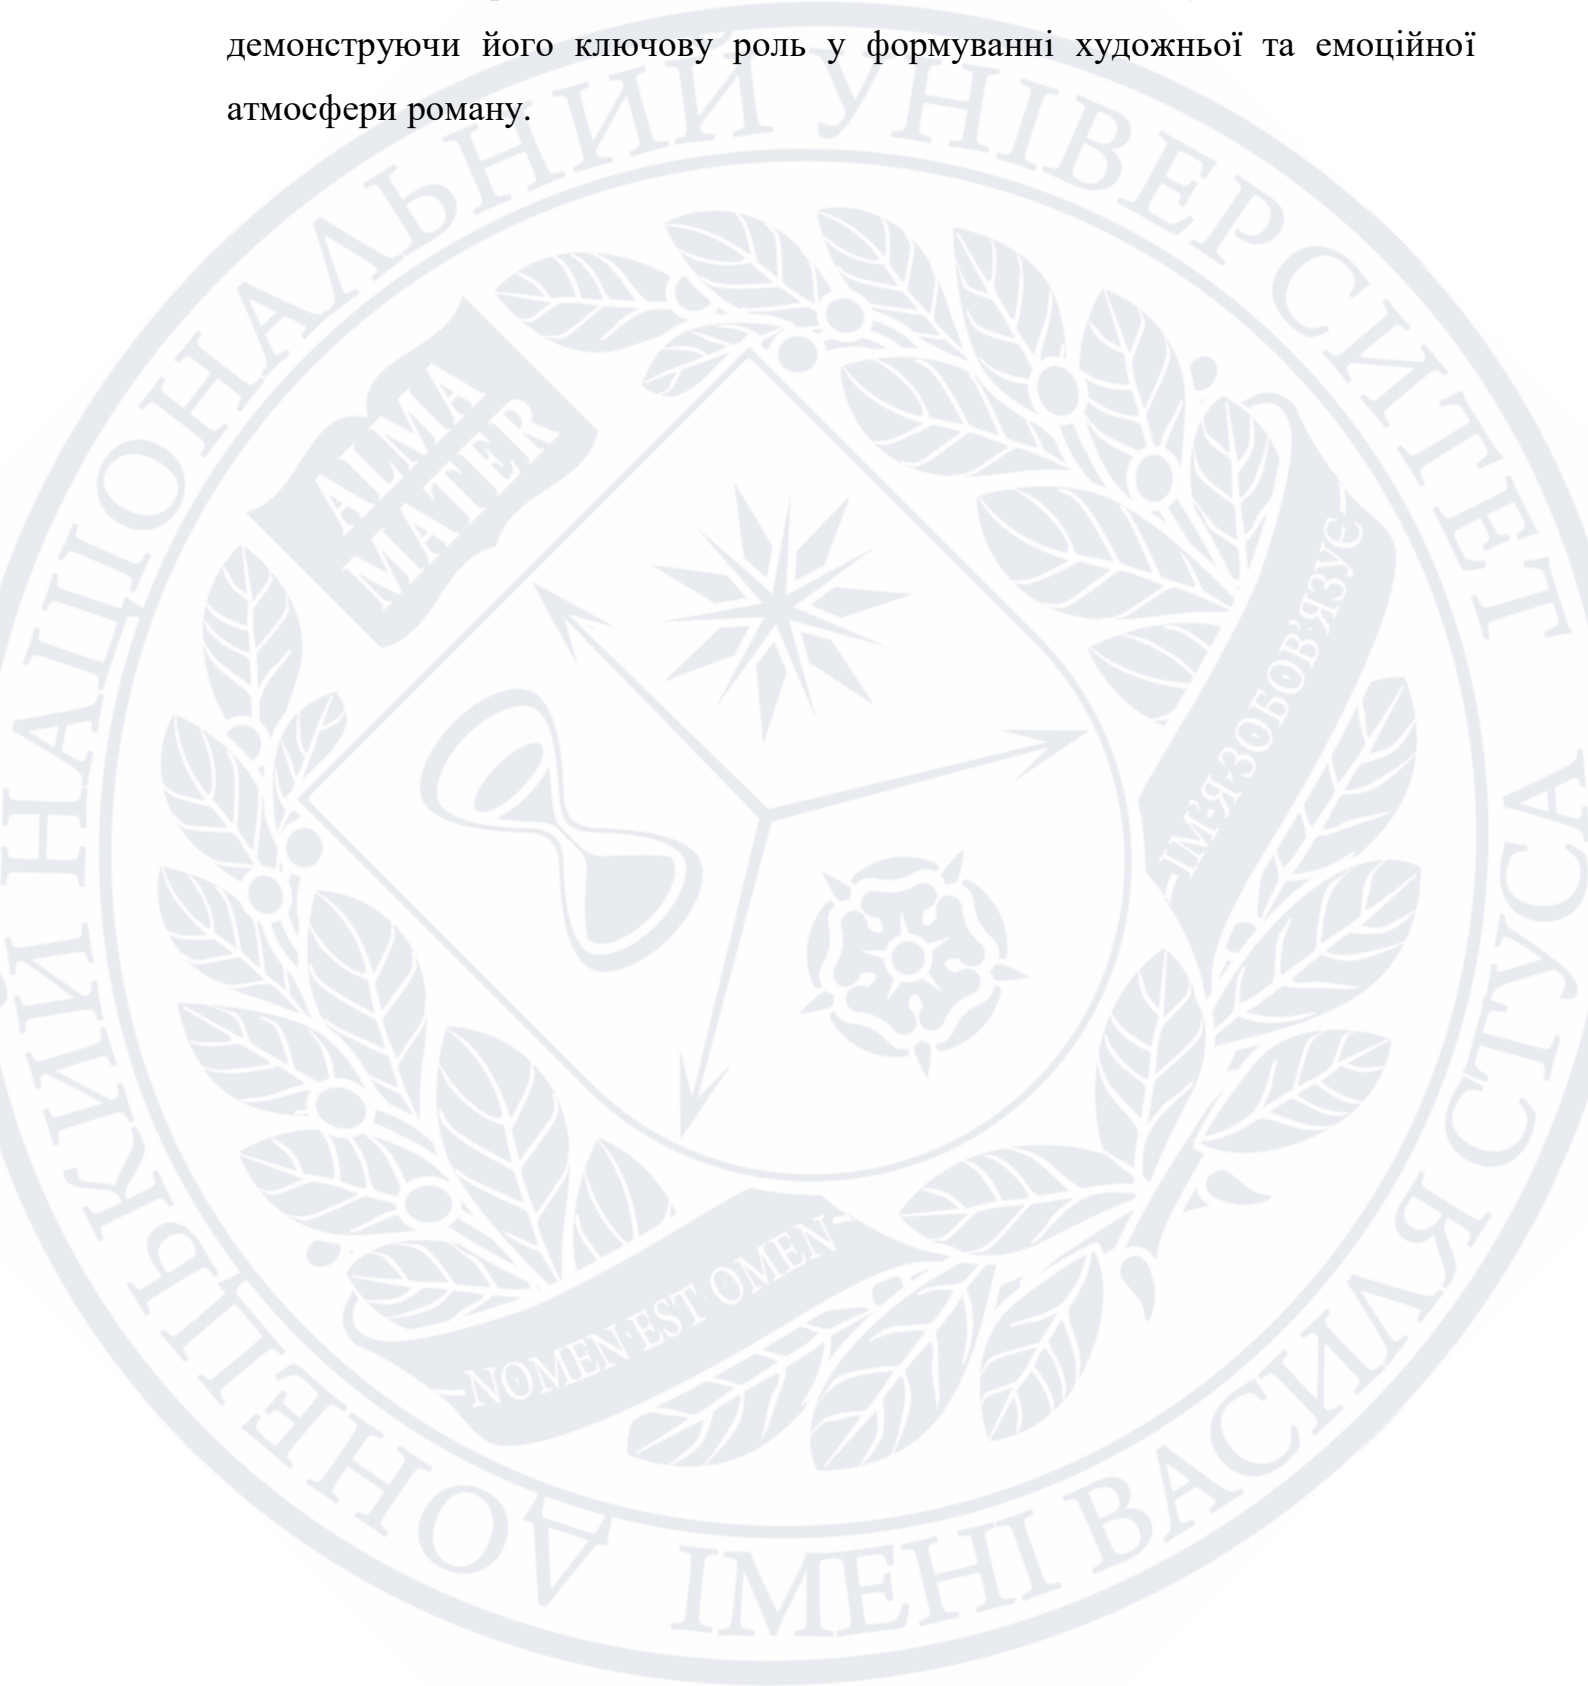 демонструючи його ключову роль у формуванні художньої та емоційної
атмосфери роману.
ДОНЕЦЬКИЙ НАЦІОНАЛЬНИЙ УНІВЕРСИТЕТ
ІМЕНІ ВАСИЛЯ СТУСА
ALMA
MATER
ІМ'Я·ЗОБОВ'ЯЗУЄ
NOMEN·EST·OMEN